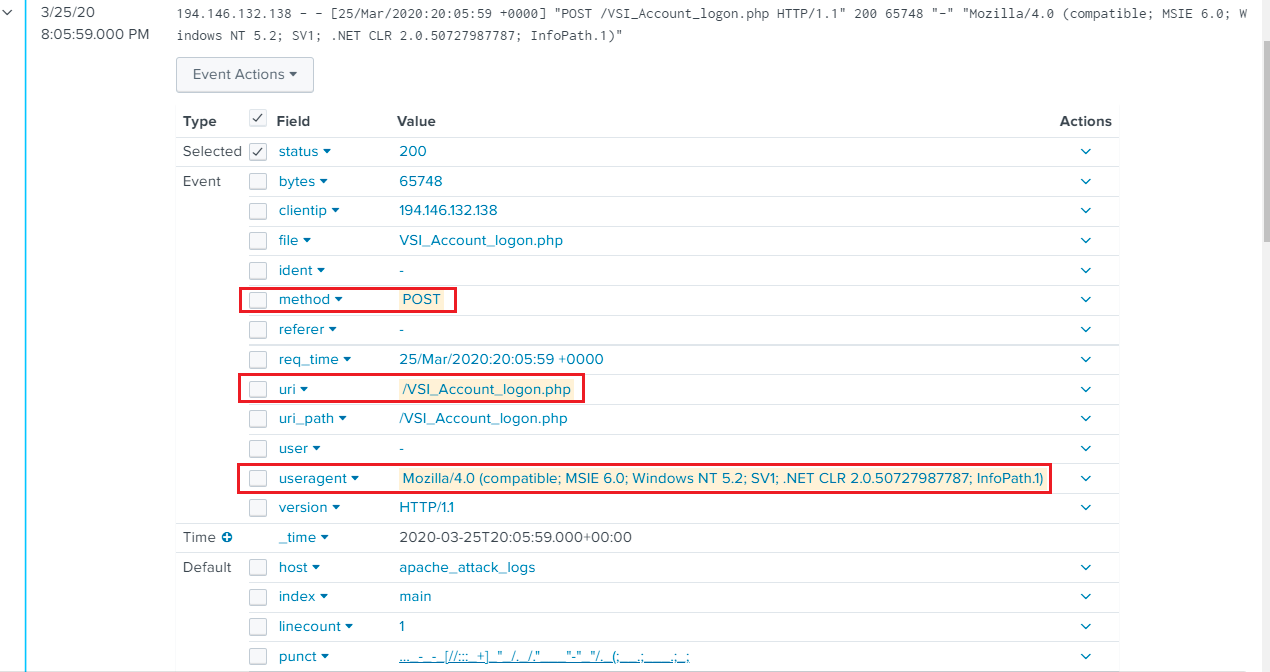 3/25/20
8:05:59.000 PM
194.146.132.138 - - [25/Mar/2020:20:05:59 +0000] "POST /VSI_Account_logon.php HTTP/1.1" 200 65748 "-" "Mozilla/4.0 (compatible; MSIE 6.0; W
indows NT 5.2; SV1; .NET CLR 2.0.50727987787; InfoPath.1)"
Event Actions
Type Field Value Actions
Selected status 200
Event bytes 65748
clientip 194.146.132.138
file VSI_Account_logon.php
ident -
method POST
referer -
req_time 25/Mar/2020:20:05:59 +0000
uri /VSI_Account_logon.php
uri_path /VSI_Account_logon.php
user -
useragent Mozilla/4.0 (compatible; MSIE 6.0; Windows NT 5.2; SV1; .NET CLR 2.0.50727987787; InfoPath.1)
version HTTP/1.1
Time _time 2020-03-25T20:05:59.000+00:00
Default host apache_attack_logs
index main
linecount 1
punct